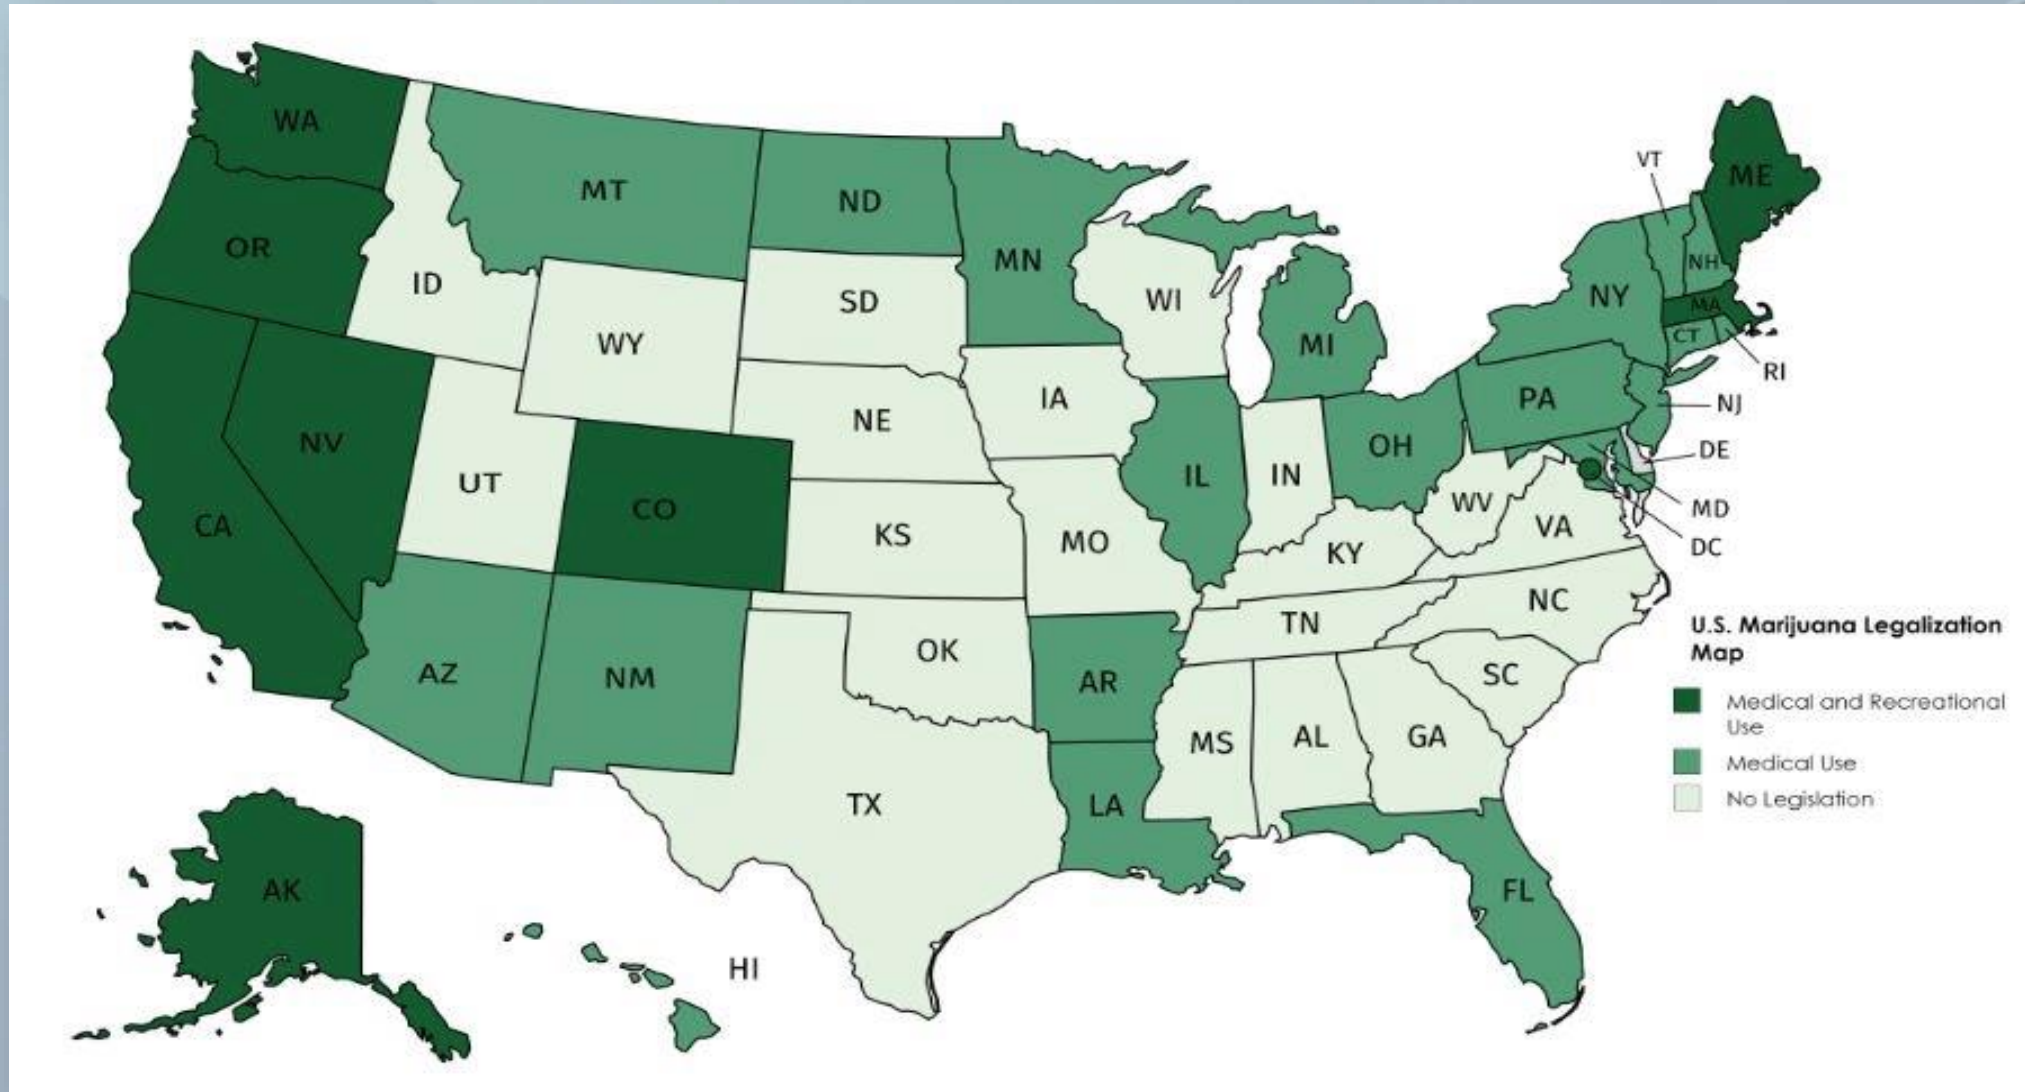 WA
MT
ND
MN
VT
ME
OR
ID
SD
WI
NH
NY
MA
WY
MI
CT
RI
IA
PA
NJ
NE
NV
OH
DE
UT
IL
IN
CO
WV
MD
CA
VA
KS
MO
DC
KY
NC
TN
U.S. Marijuana Legalization
Map
OK
AZ
NM
AR
SC
Medical and Recreational
Use
MS
AL
GA
Medical Use
TX
LA
No Legislation
AK
FL
HI